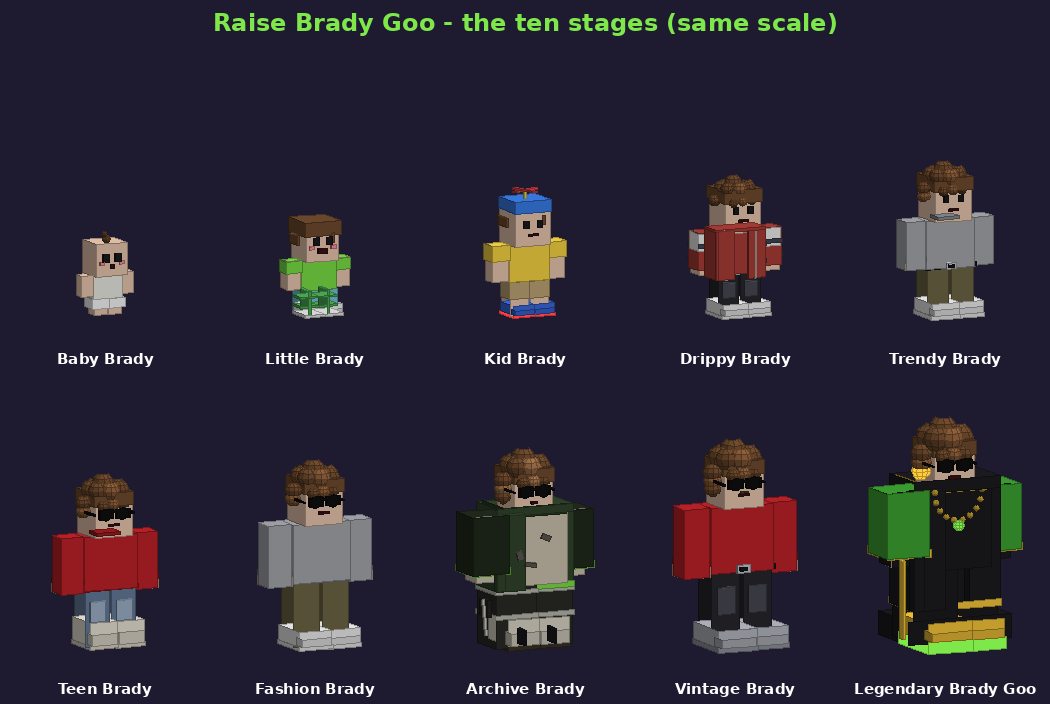 Raise Brady Goo - the ten stages (same scale)
Baby Brady
Little Brady
Kid Brady
Drippy Brady
Trendy Brady
Teen Brady
Fashion Brady
Archive Brady
Vintage Brady
Legendary Brady Goo